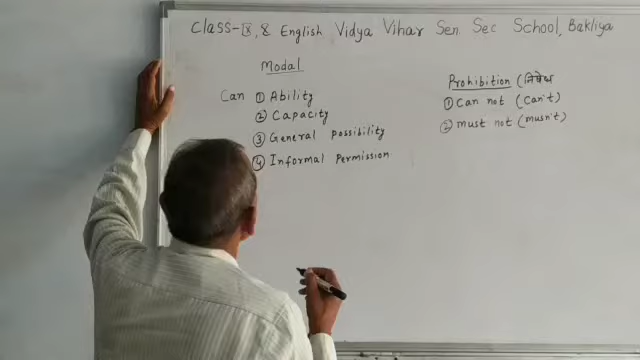 Class-IX, & English Vidya Vihar Sen Sec School, Bakliya
Modal
Can ① Ability
② Capacity
③ General possibility
④ Informal Permission
Prohibition (निषेध
① Can not (Can't)
② must not (musn't)